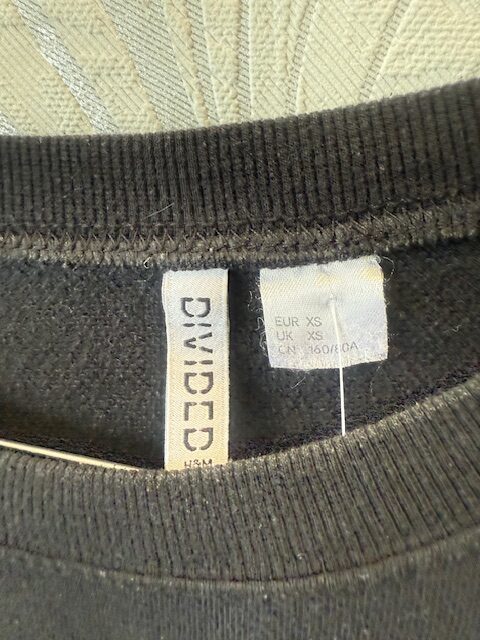 DIVIDED
H&M
EUR XS
UK XS
CN 160/80A